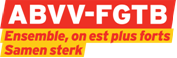 ABVV-FGTB
Ensemble, on est plus forts
Samen sterk